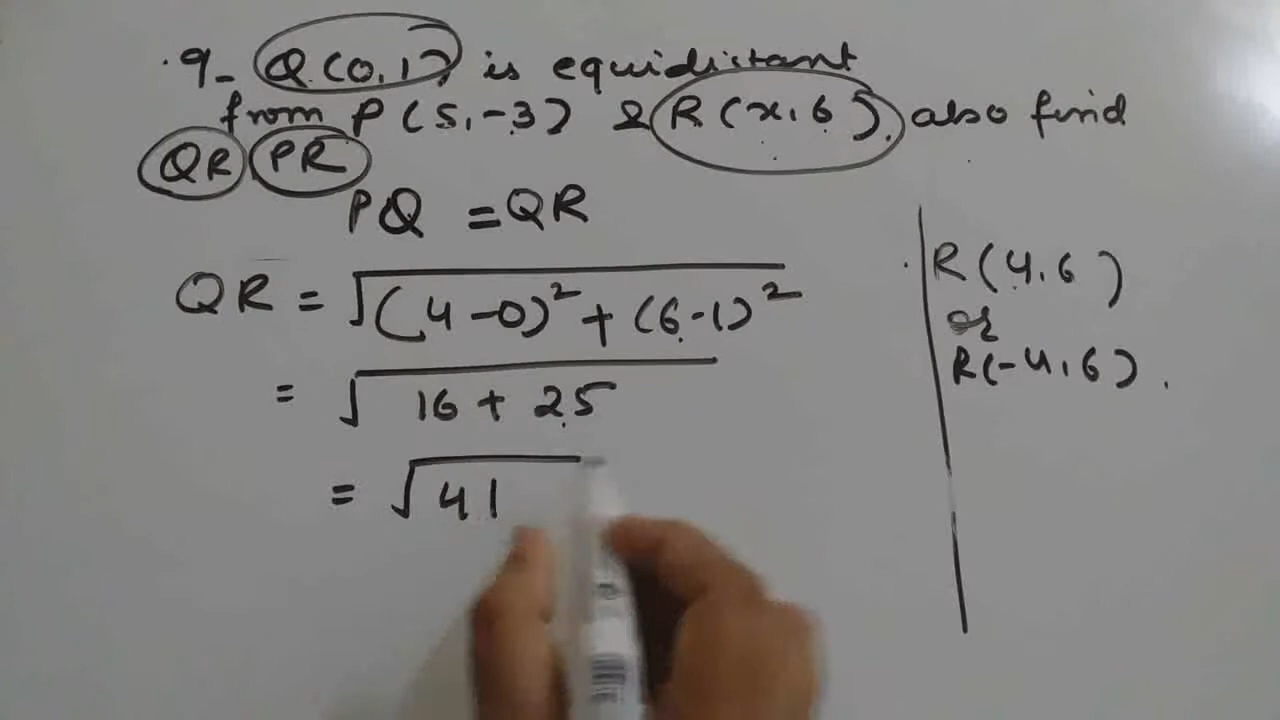 9- Q(0,1) is equidistant
from P(5,-3) & R(x,6), also find
QR PR
PQ = QR
QR = √(4-0)² + (6-1)²
= √16 + 25
= √41
R(4,6)
or
R(-4,6).